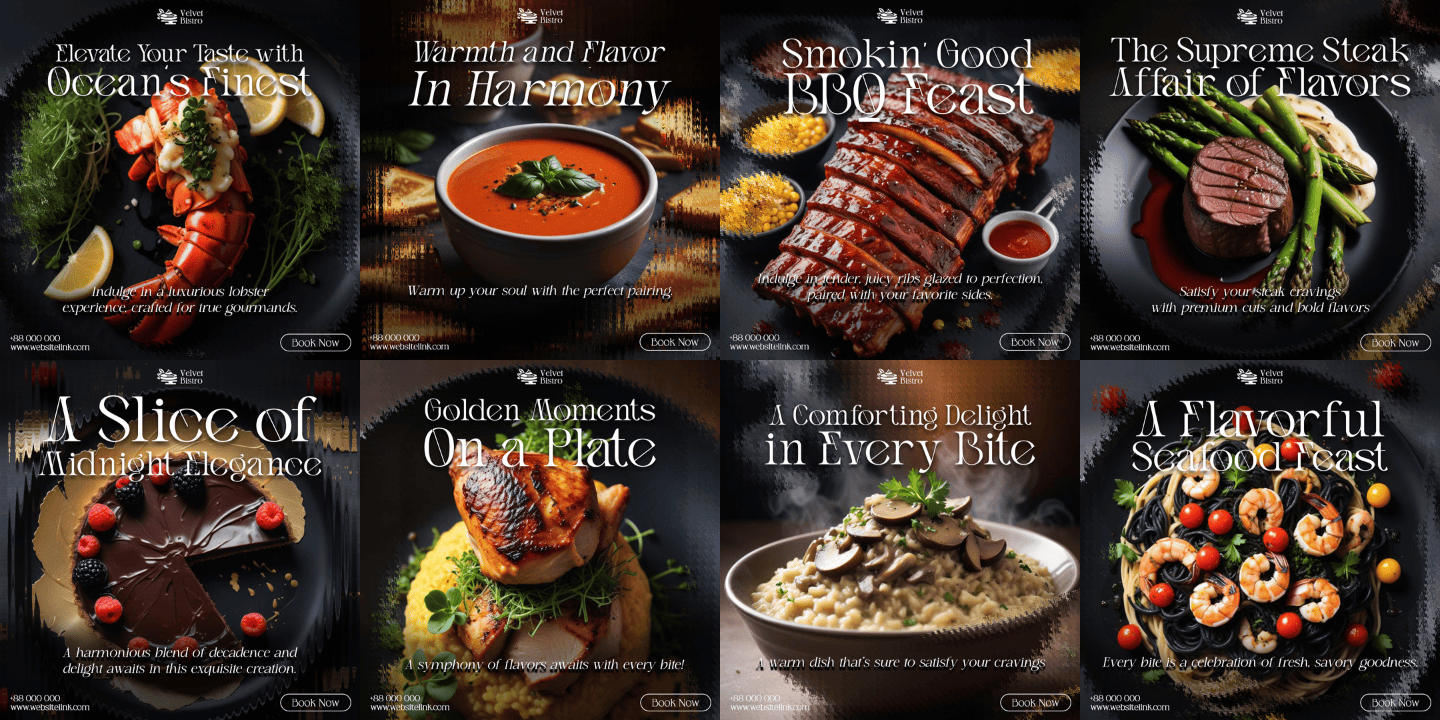 Velvet
Bistro
Elevate Your Taste with
Ocean's Finest
Indulge in a luxurious lobster
experience, crafted for true gourmands.
+88 000 000
www.websitelink.com
Book Now
Velvet
Bistro
Warmth and Flavor
In Harmony
Warm up your soul with the perfect pairing.
+88 000 000
www.websitelink.com
Book Now
Velvet
Bistro
Smokin' Good
BBQ Feast
Indulge in tender, juicy ribs glazed to perfection,
paired with your favorite sides.
+88 000 000
www.websitelink.com
Book Now
Velvet
Bistro
The Supreme Steak
Affair of Flavors
Satisfy your steak cravings
with premium cuts and bold flavors
+88 000 000
www.websitelink.com
Book Now
Velvet
Bistro
A Slice of
Midnight Elegance
A harmonious blend of decadence and
delight awaits in this exquisite creation.
+88 000 000
www.websitelink.com
Book Now
Velvet
Bistro
Golden Moments
On a Plate
A symphony of flavors awaits with every bite!
+88 000 000
www.websitelink.com
Book Now
Velvet
Bistro
A Comforting Delight
in Every Bite
A warm dish that's sure to satisfy your cravings
+88 000 000
www.websitelink.com
Book Now
Velvet
Bistro
A Flavorful
Seafood Feast
Every bite is a celebration of fresh, savory goodness.
+88 000 000
www.websitelink.com
Book Now